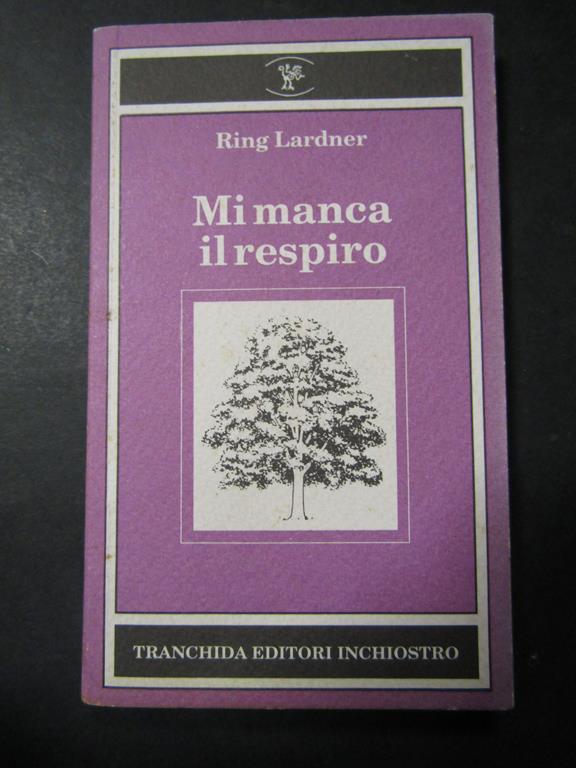 Ring Lardner
Mi manca
il respiro
TRANCHIDA EDITORI INCHIOSTRO